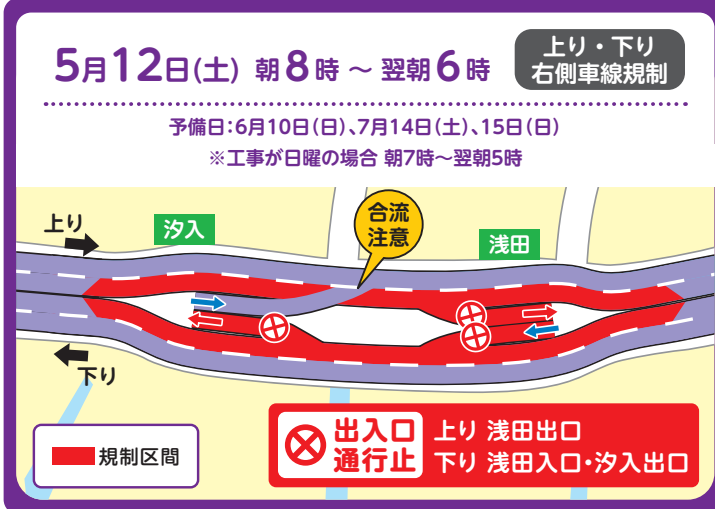 5月12日(土) 朝8時 ～ 翌朝6時
上り・下り
右側車線規制
予備日:6月10日(日)、7月14日(土)、15日(日)
※工事が日曜の場合 朝7時～翌朝5時
上り
汐入
合流
注意
浅田
下り
規制区間
出入口
通行止
上り 浅田出口
下り 浅田入口・汐入出口